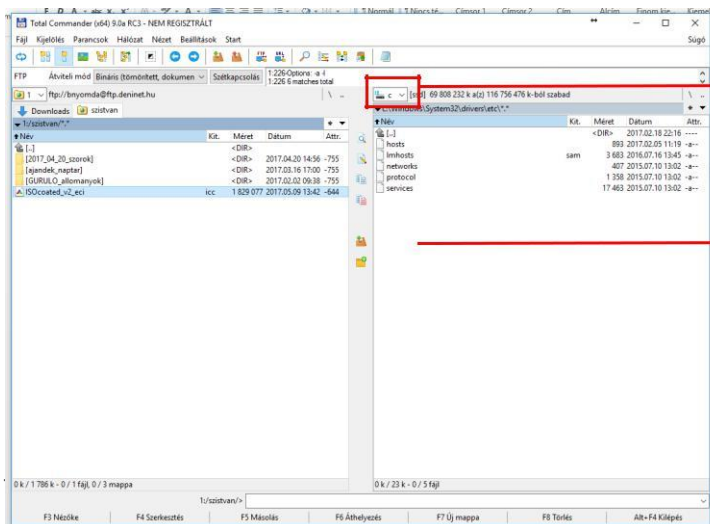 Total Commander (x64) 9.0a RC3 - NEM REGISZTRÁLT
Fájl Kijelölés Parancsok Hálózat Nézet Beállítások Start Súgó
FTP Átviteli mód Bináris (tömörített, dokumen Szétkapcsolás 1:226-Options: -a -l
1:226 6 matches total
1 ftp://bnyomda@ftp.deninet.hu \ ..
c [ssd] 69 808 232 k a(z) 116 756 476 k-ból szabad \ ..
Downloads szistvan
1:/szistvan/*.*
c:\Windows\System32\drivers\etc\*.*
Név Kit. Méret Dátum Attr.
[..] <DIR>
[2017_04_20_szorok] <DIR> 2017.04.20 14:56 -755
[ajandek_naptar] <DIR> 2017.03.16 17:00 -755
[GURULO_allomanyok] <DIR> 2017.02.02 09:38 -755
ISOcoated_v2_eci icc 1 829 077 2017.05.09 13:42 -644
Név Kit. Méret Dátum Attr.
[..] <DIR> 2017.02.18 22:16 ----
hosts 893 2017.02.05 11:19 -a--
lmhosts sam 3 683 2016.07.16 13:45 -a--
networks 407 2015.07.10 13:02 -a--
protocol 1 358 2015.07.10 13:02 -a--
services 17 463 2015.07.10 13:02 -a--
0 k / 1 786 k - 0 / 1 fájl, 0 / 3 mappa
0 k / 23 k - 0 / 5 fájl
1:/szistvan/>
F3 Nézőke F4 Szerkesztés F5 Másolás F6 Áthelyezés F7 Új mappa F8 Törlés Alt+F4 Kilépés